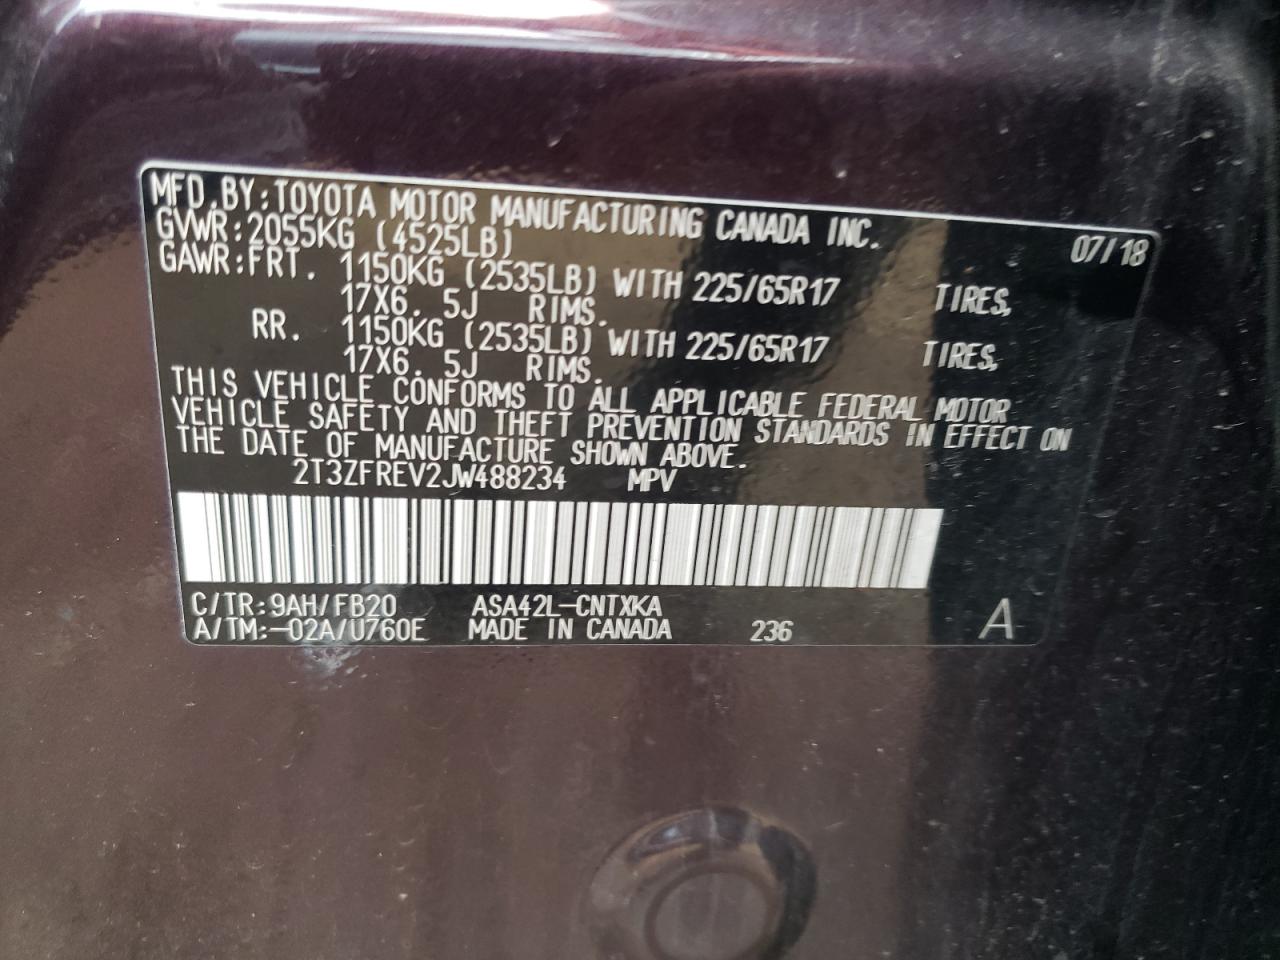 MFD.BY:TOYOTA MOTOR MANUFACTURING CANADA INC.
GVWR:2055KG (4525LB) 07/18
GAWR:FRT. 1150KG (2535LB) WITH 225/65R17 TIRES,
17X6.5J RIMS.
RR. 1150KG (2535LB) WITH 225/65R17 TIRES,
17X6.5J RIMS.
THIS VEHICLE CONFORMS TO ALL APPLICABLE FEDERAL MOTOR
VEHICLE SAFETY AND THEFT PREVENTION STANDARDS IN EFFECT ON
THE DATE OF MANUFACTURE SHOWN ABOVE.
2T3ZFREV2JW488234 MPV
C/TR:9AH/FB20 ASA42L-CNTXKA
A/TM:-02A/U760E MADE IN CANADA 236 A